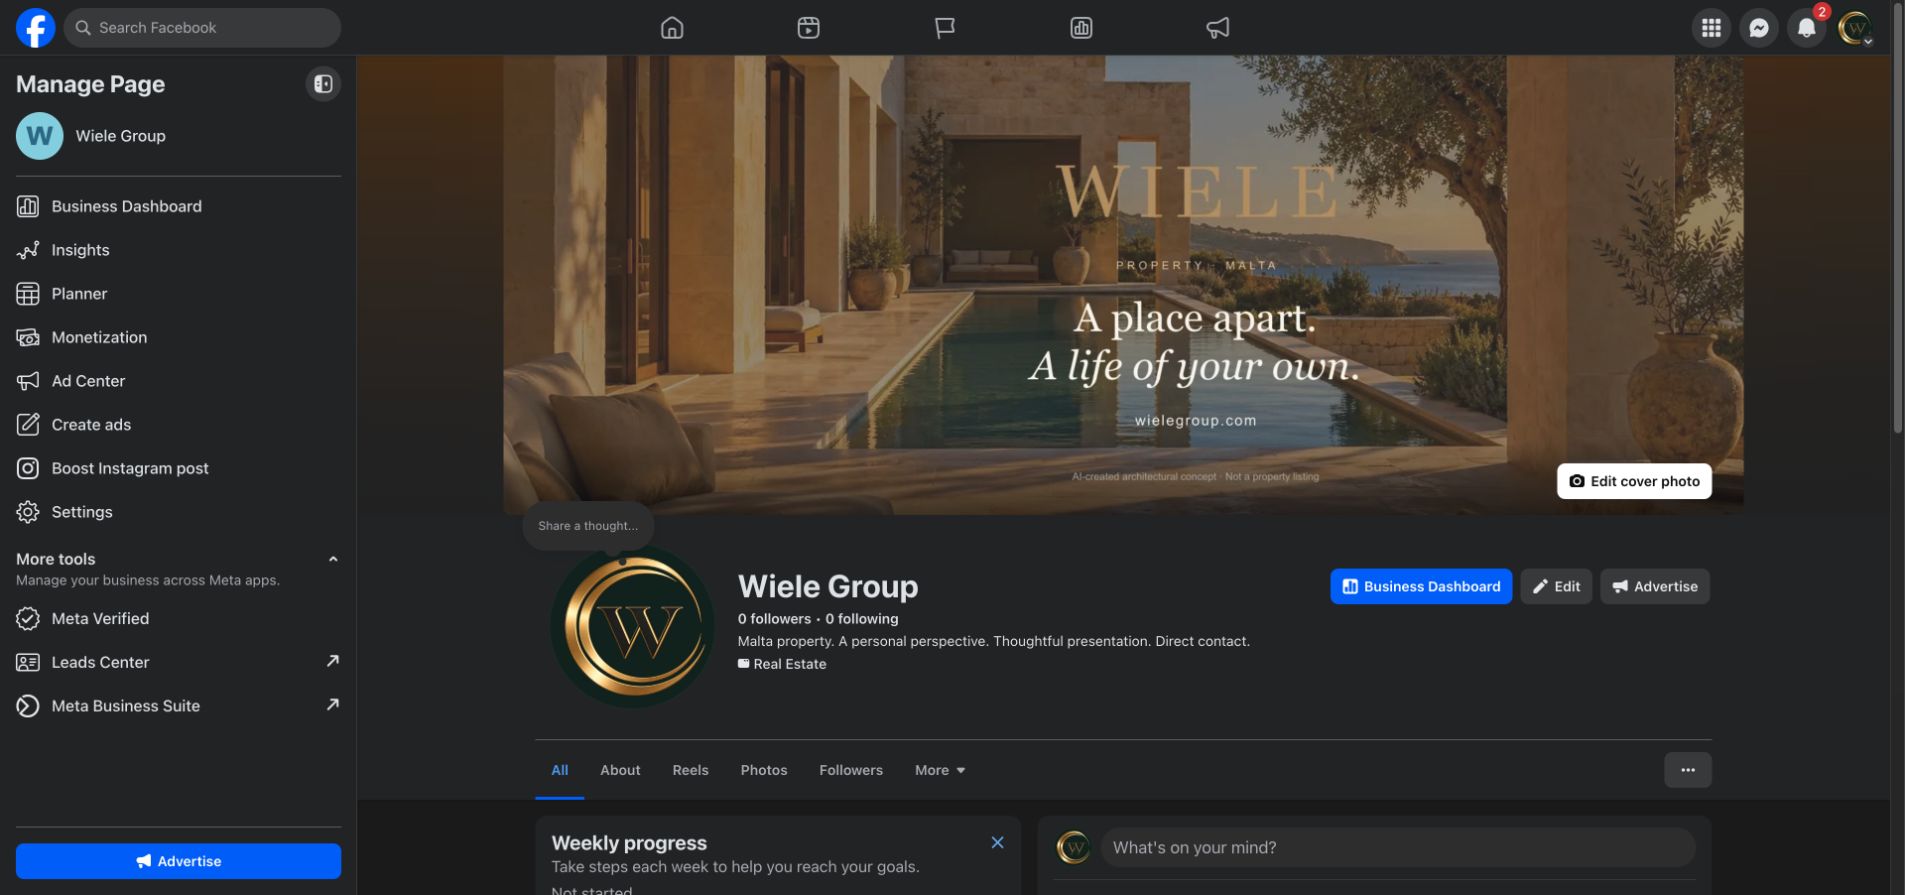 Search Facebook
2
Manage Page
W
Wiele Group
Business Dashboard
Insights
Planner
Monetization
Ad Center
Create ads
Boost Instagram post
Settings
More tools
Manage your business across Meta apps.
Meta Verified
Leads Center
Meta Business Suite
Advertise
WIELE
PROPERTY · MALTA
A place apart.
A life of your own.
wielegroup.com
AI-created architectural concept · Not a property listing
Edit cover photo
Share a thought...
W
Wiele Group
0 followers · 0 following
Malta property. A personal perspective. Thoughtful presentation. Direct contact.
Real Estate
Business Dashboard
Edit
Advertise
All
About
Reels
Photos
Followers
More
Weekly progress
Take steps each week to help you reach your goals.
Not started
W
What's on your mind?